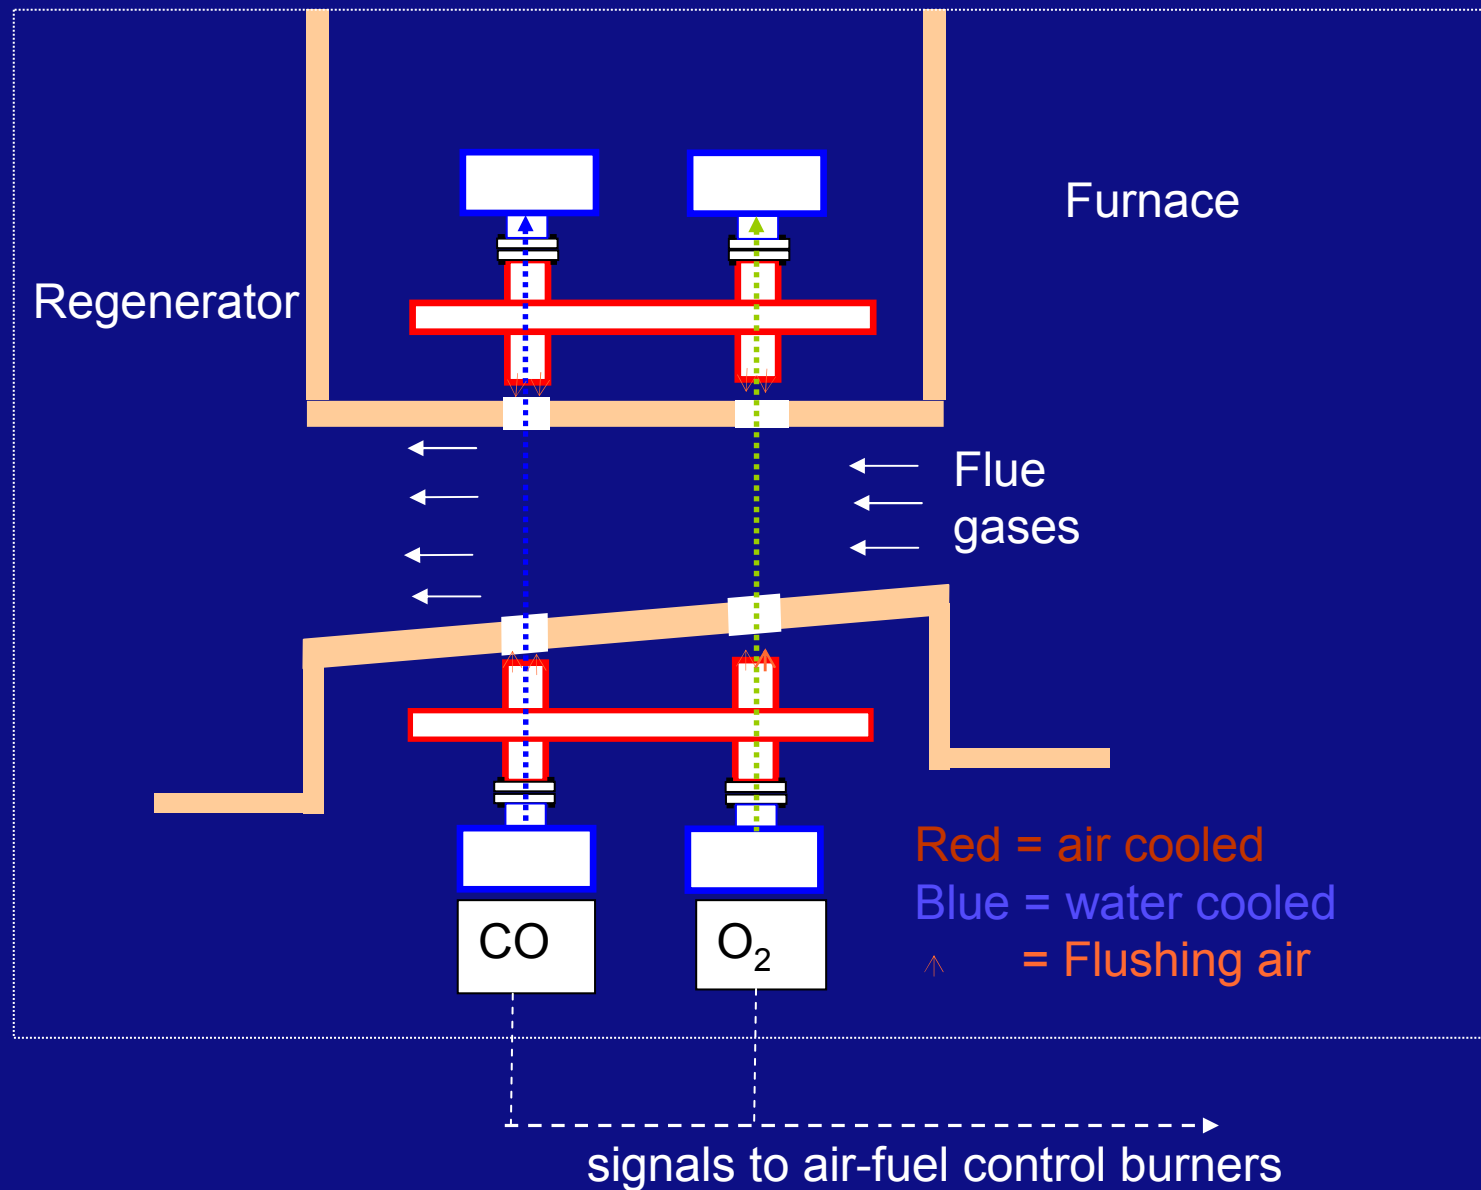 Furnace
Regenerator
Flue
gases
Red = air cooled
Blue = water cooled
= Flushing air
CO
O₂
signals to air-fuel control burners